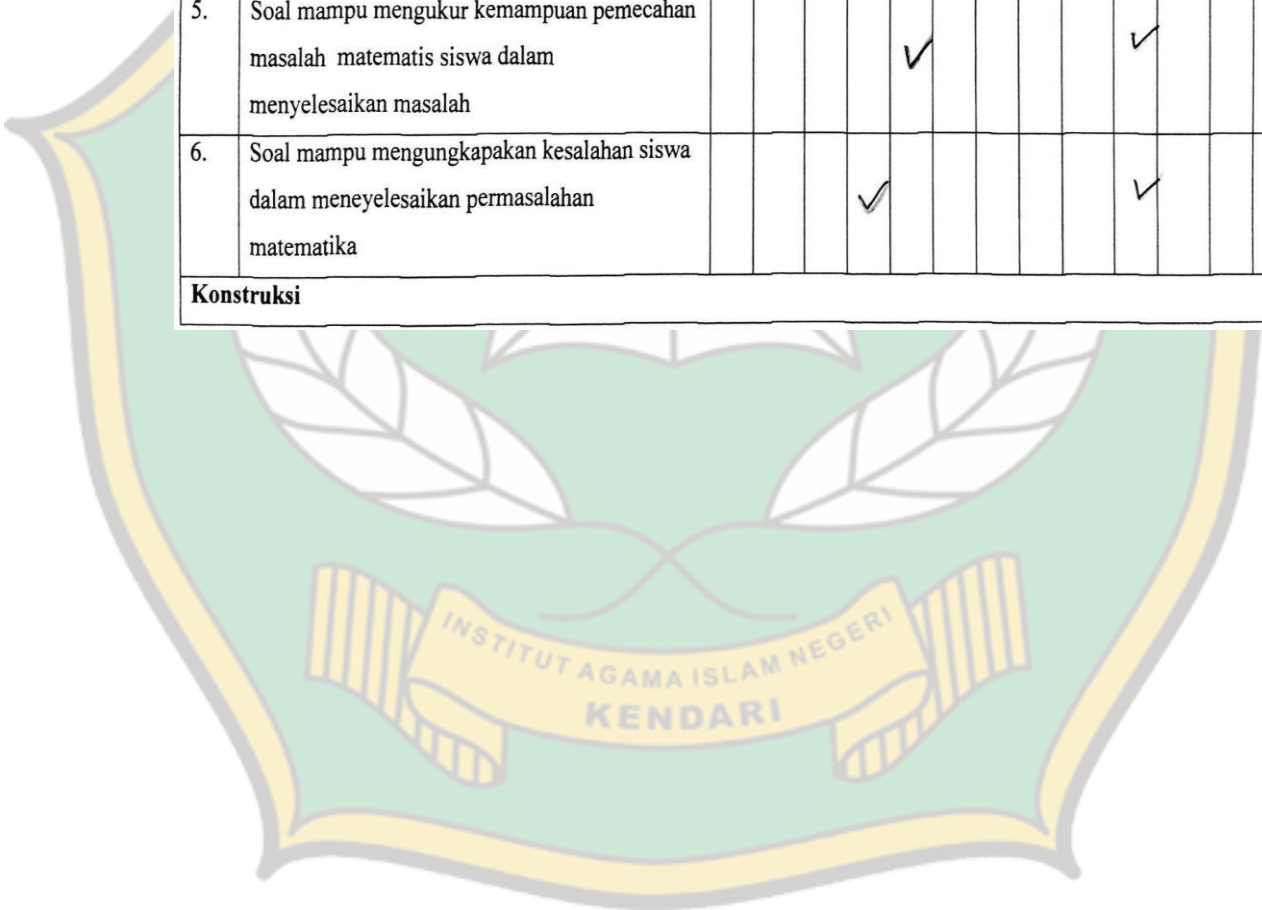 5. Soal mampu mengukur kemampuan pemecahan
masalah matematis siswa dalam
menyelesaikan masalah
✓ ✓
6. Soal mampu mengungkapakan kesalahan siswa
dalam meneyelesaikan permasalahan
matematika
✓ ✓
Konstruksi
INSTITUT AGAMA ISLAM NEGERI
KENDARI